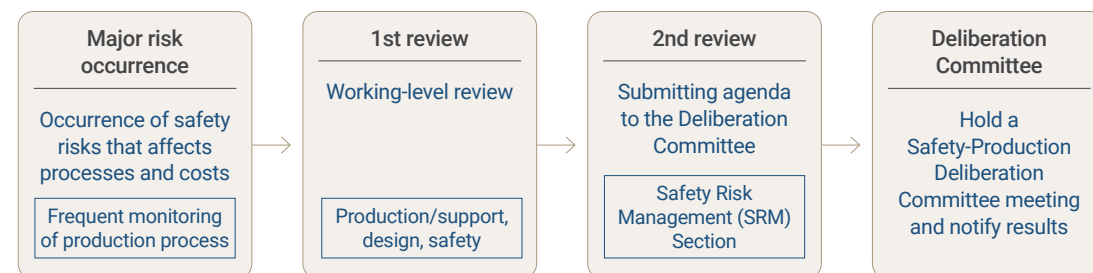 Major risk
occurrence
Occurrence of safety
risks that affects
processes and costs
Frequent monitoring
of production process
1st review
Working-level review
Production/support,
design, safety
2nd review
Submitting agenda
to the Deliberation
Committee
Safety Risk
Management (SRM)
Section
Deliberation
Committee
Hold a
Safety-Production
Deliberation
Committee meeting
and notify results